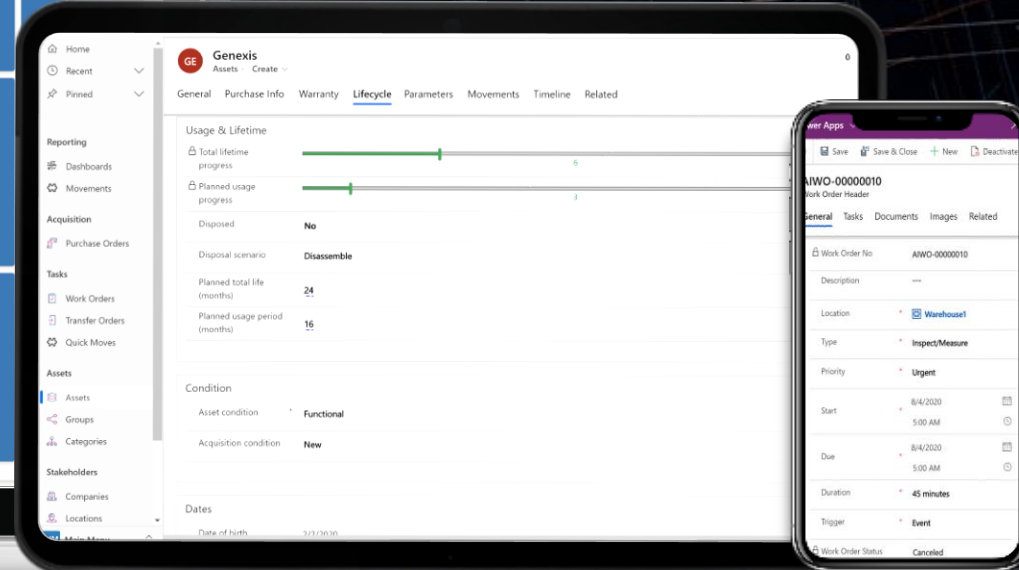 Home
Recent
Pinned
Reporting
Dashboards
Movements
Acquisition
Purchase Orders
Tasks
Work Orders
Transfer Orders
Quick Moves
Assets
Assets
Groups
Categories
Stakeholders
Companies
Locations
Main Menu
GE
Genexis
Assets · Create
0
General Purchase Info Warranty Lifecycle Parameters Movements Timeline Related
Usage & Lifetime
Total lifetime
progress
6
Planned usage
progress
3
Disposed No
Disposal scenario Disassemble
Planned total life
(months)
24
Planned usage period
(months)
16
Condition
Asset condition * Functional
Acquisition condition New
Dates
Date of birth 2/2/2020
wer Apps
Save Save & Close New Deactivate
AIWO-00000010
Work Order Header
General Tasks Documents Images Related
Work Order No AIWO-00000010
Description ---
Location * Warehouse1
Type * Inspect/Measure
Priority * Urgent
Start * 8/4/2020
5:00 AM
Due * 8/4/2020
5:00 AM
Duration * 45 minutes
Trigger * Event
Work Order Status Canceled